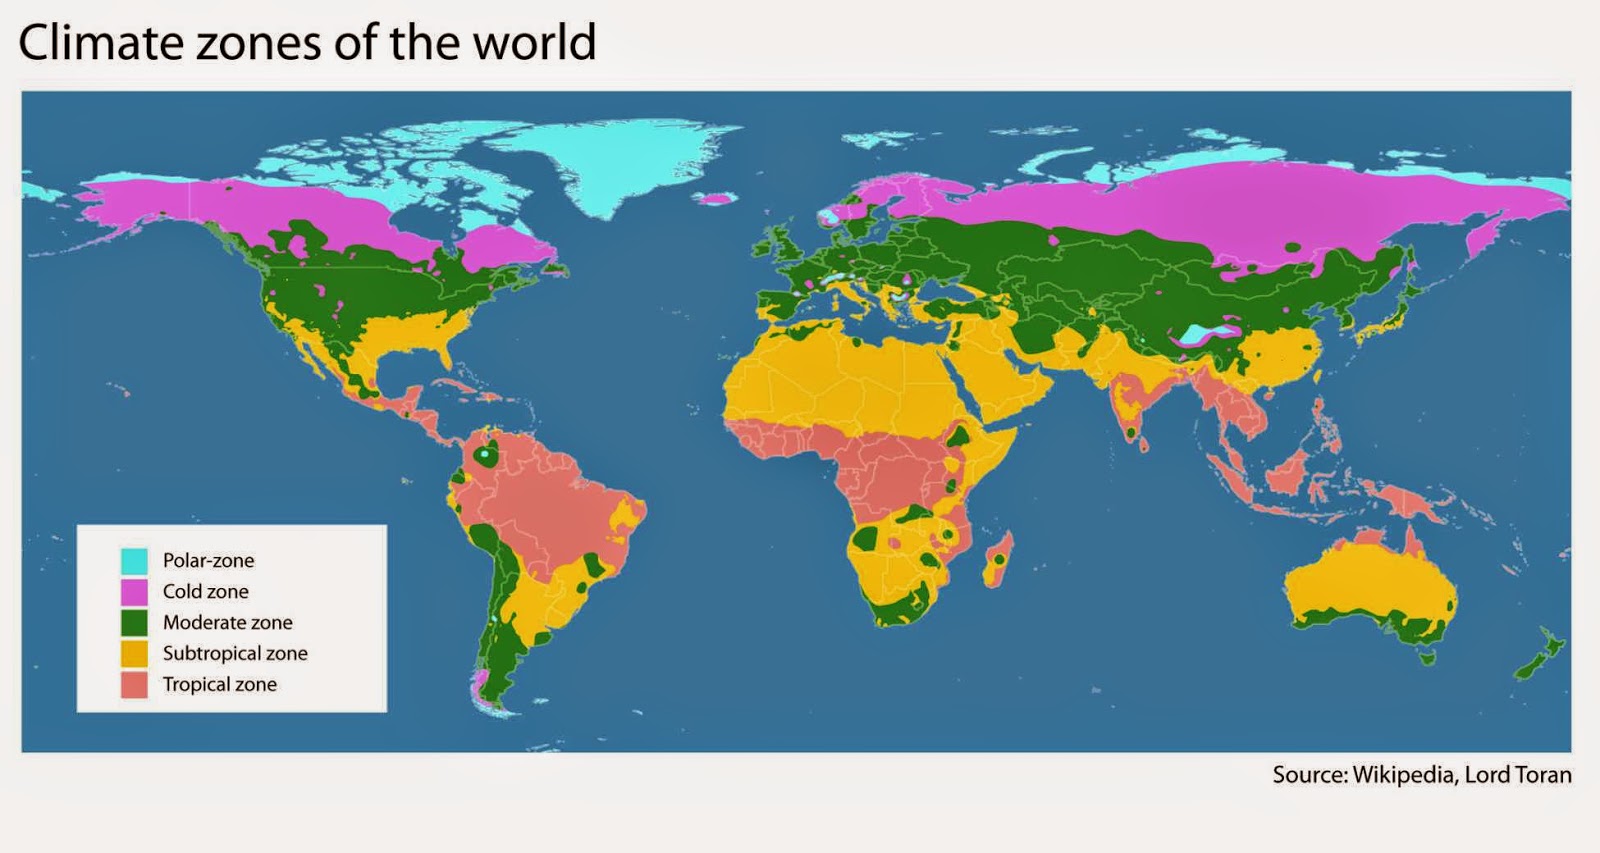 Climate zones of the world
Polar-zone
Cold zone
Moderate zone
Subtropical zone
Tropical zone
Source: Wikipedia, Lord Toran